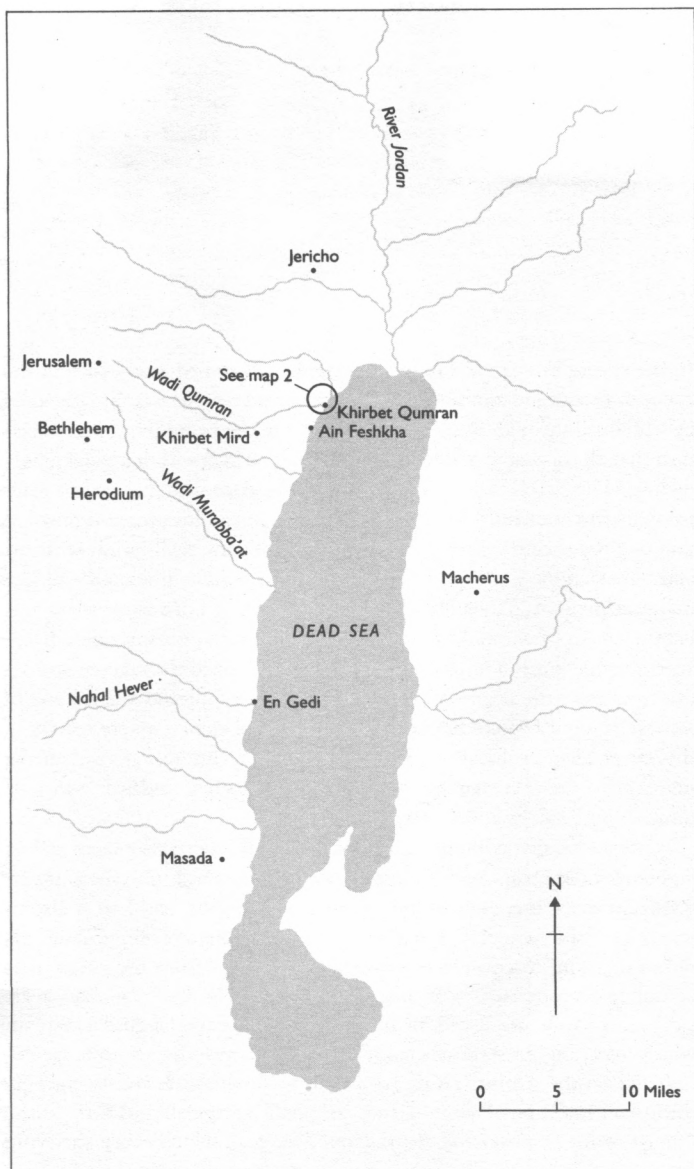 River Jordan
Jericho
Jerusalem
Wadi Qumran
See map 2
Khirbet Qumran
Bethlehem
Khirbet Mird
Ain Feshkha
Herodium
Wadi Murabba'at
Macherus
DEAD SEA
Nahal Hever
En Gedi
Masada
N
0 5 10 Miles